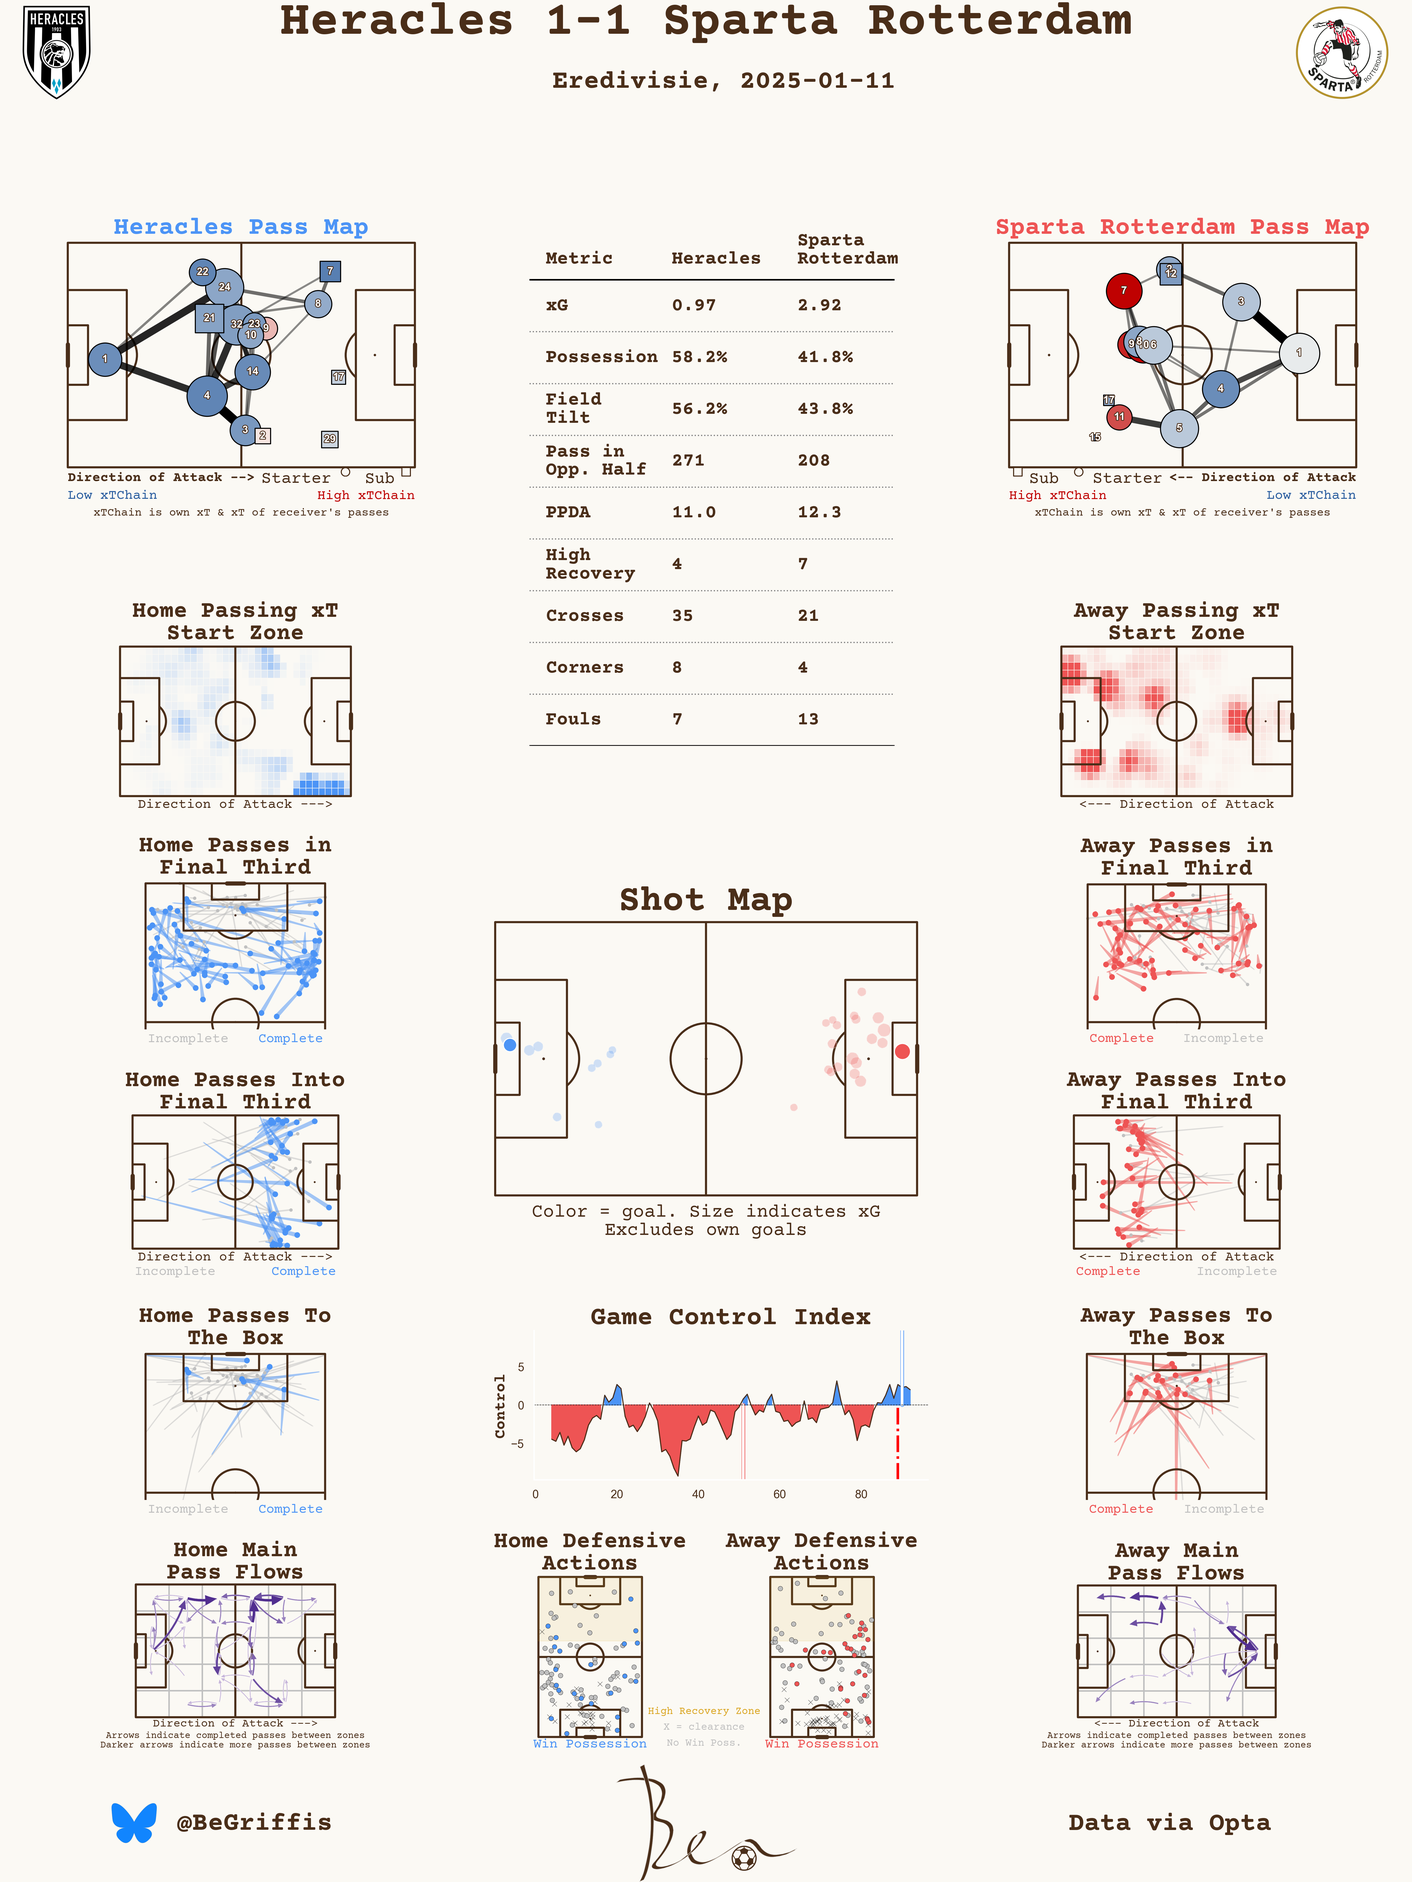 Heracles 1-1 Sparta Rotterdam
Eredivisie, 2025-01-11
HERACLES
1903
SPARTA
ROTTERDAM
Heracles Pass Map
22
24
7
8
21
32
23
9
10
1
14
4
17
3
2
29
Direction of Attack --> Starter Sub
Low xTChain High xTChain
xTChain is own xT & xT of receiver's passes
Metric Heracles Sparta Rotterdam
xG 0.97 2.92
Possession 58.2% 41.8%
Field Tilt 56.2% 43.8%
Pass in Opp. Half 271 208
PPDA 11.0 12.3
High Recovery 4 7
Crosses 35 21
Corners 8 4
Fouls 7 13
Sparta Rotterdam Pass Map
12
7
3
9
8
6
1
4
17
11
5
15
Sub Starter <-- Direction of Attack
High xTChain Low xTChain
xTChain is own xT & xT of receiver's passes
Home Passing xT
Start Zone
Direction of Attack --->
Away Passing xT
Start Zone
<--- Direction of Attack
Home Passes in
Final Third
Incomplete Complete
Away Passes in
Final Third
Complete Incomplete
Shot Map
Color = goal. Size indicates xG
Excludes own goals
Home Passes Into
Final Third
Direction of Attack --->
Incomplete Complete
Away Passes Into
Final Third
<--- Direction of Attack
Complete Incomplete
Home Passes To
The Box
Incomplete Complete
Game Control Index
Control
5
0
−5
0 20 40 60 80
Away Passes To
The Box
Complete Incomplete
Home Main
Pass Flows
Direction of Attack --->
Arrows indicate completed passes between zones
Darker arrows indicate more passes between zones
Home Defensive
Actions
Win Possession
Away Defensive
Actions
Win Possession
High Recovery Zone
X = clearance
No Win Poss.
Away Main
Pass Flows
<--- Direction of Attack
Arrows indicate completed passes between zones
Darker arrows indicate more passes between zones
@BeGriffis
Ben
Data via Opta